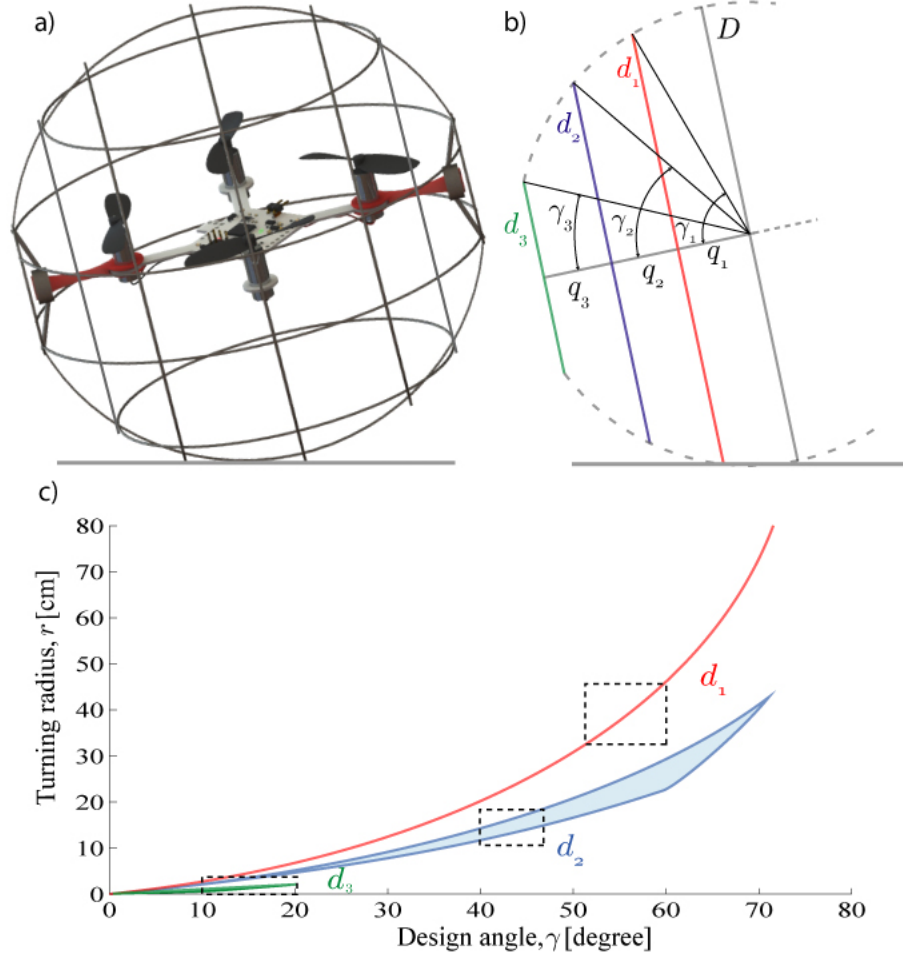 a)
b)
D
d₁
d₂
d₃
γ₃
γ₂
γ₁
q₁
q₂
q₃
c)
80
70
60
50
40
30
20
10
0
Turning radius, r [cm]
d₁
d₂
d₃
0 10 20 30 40 50 60 70 80
Design angle, γ [degree]